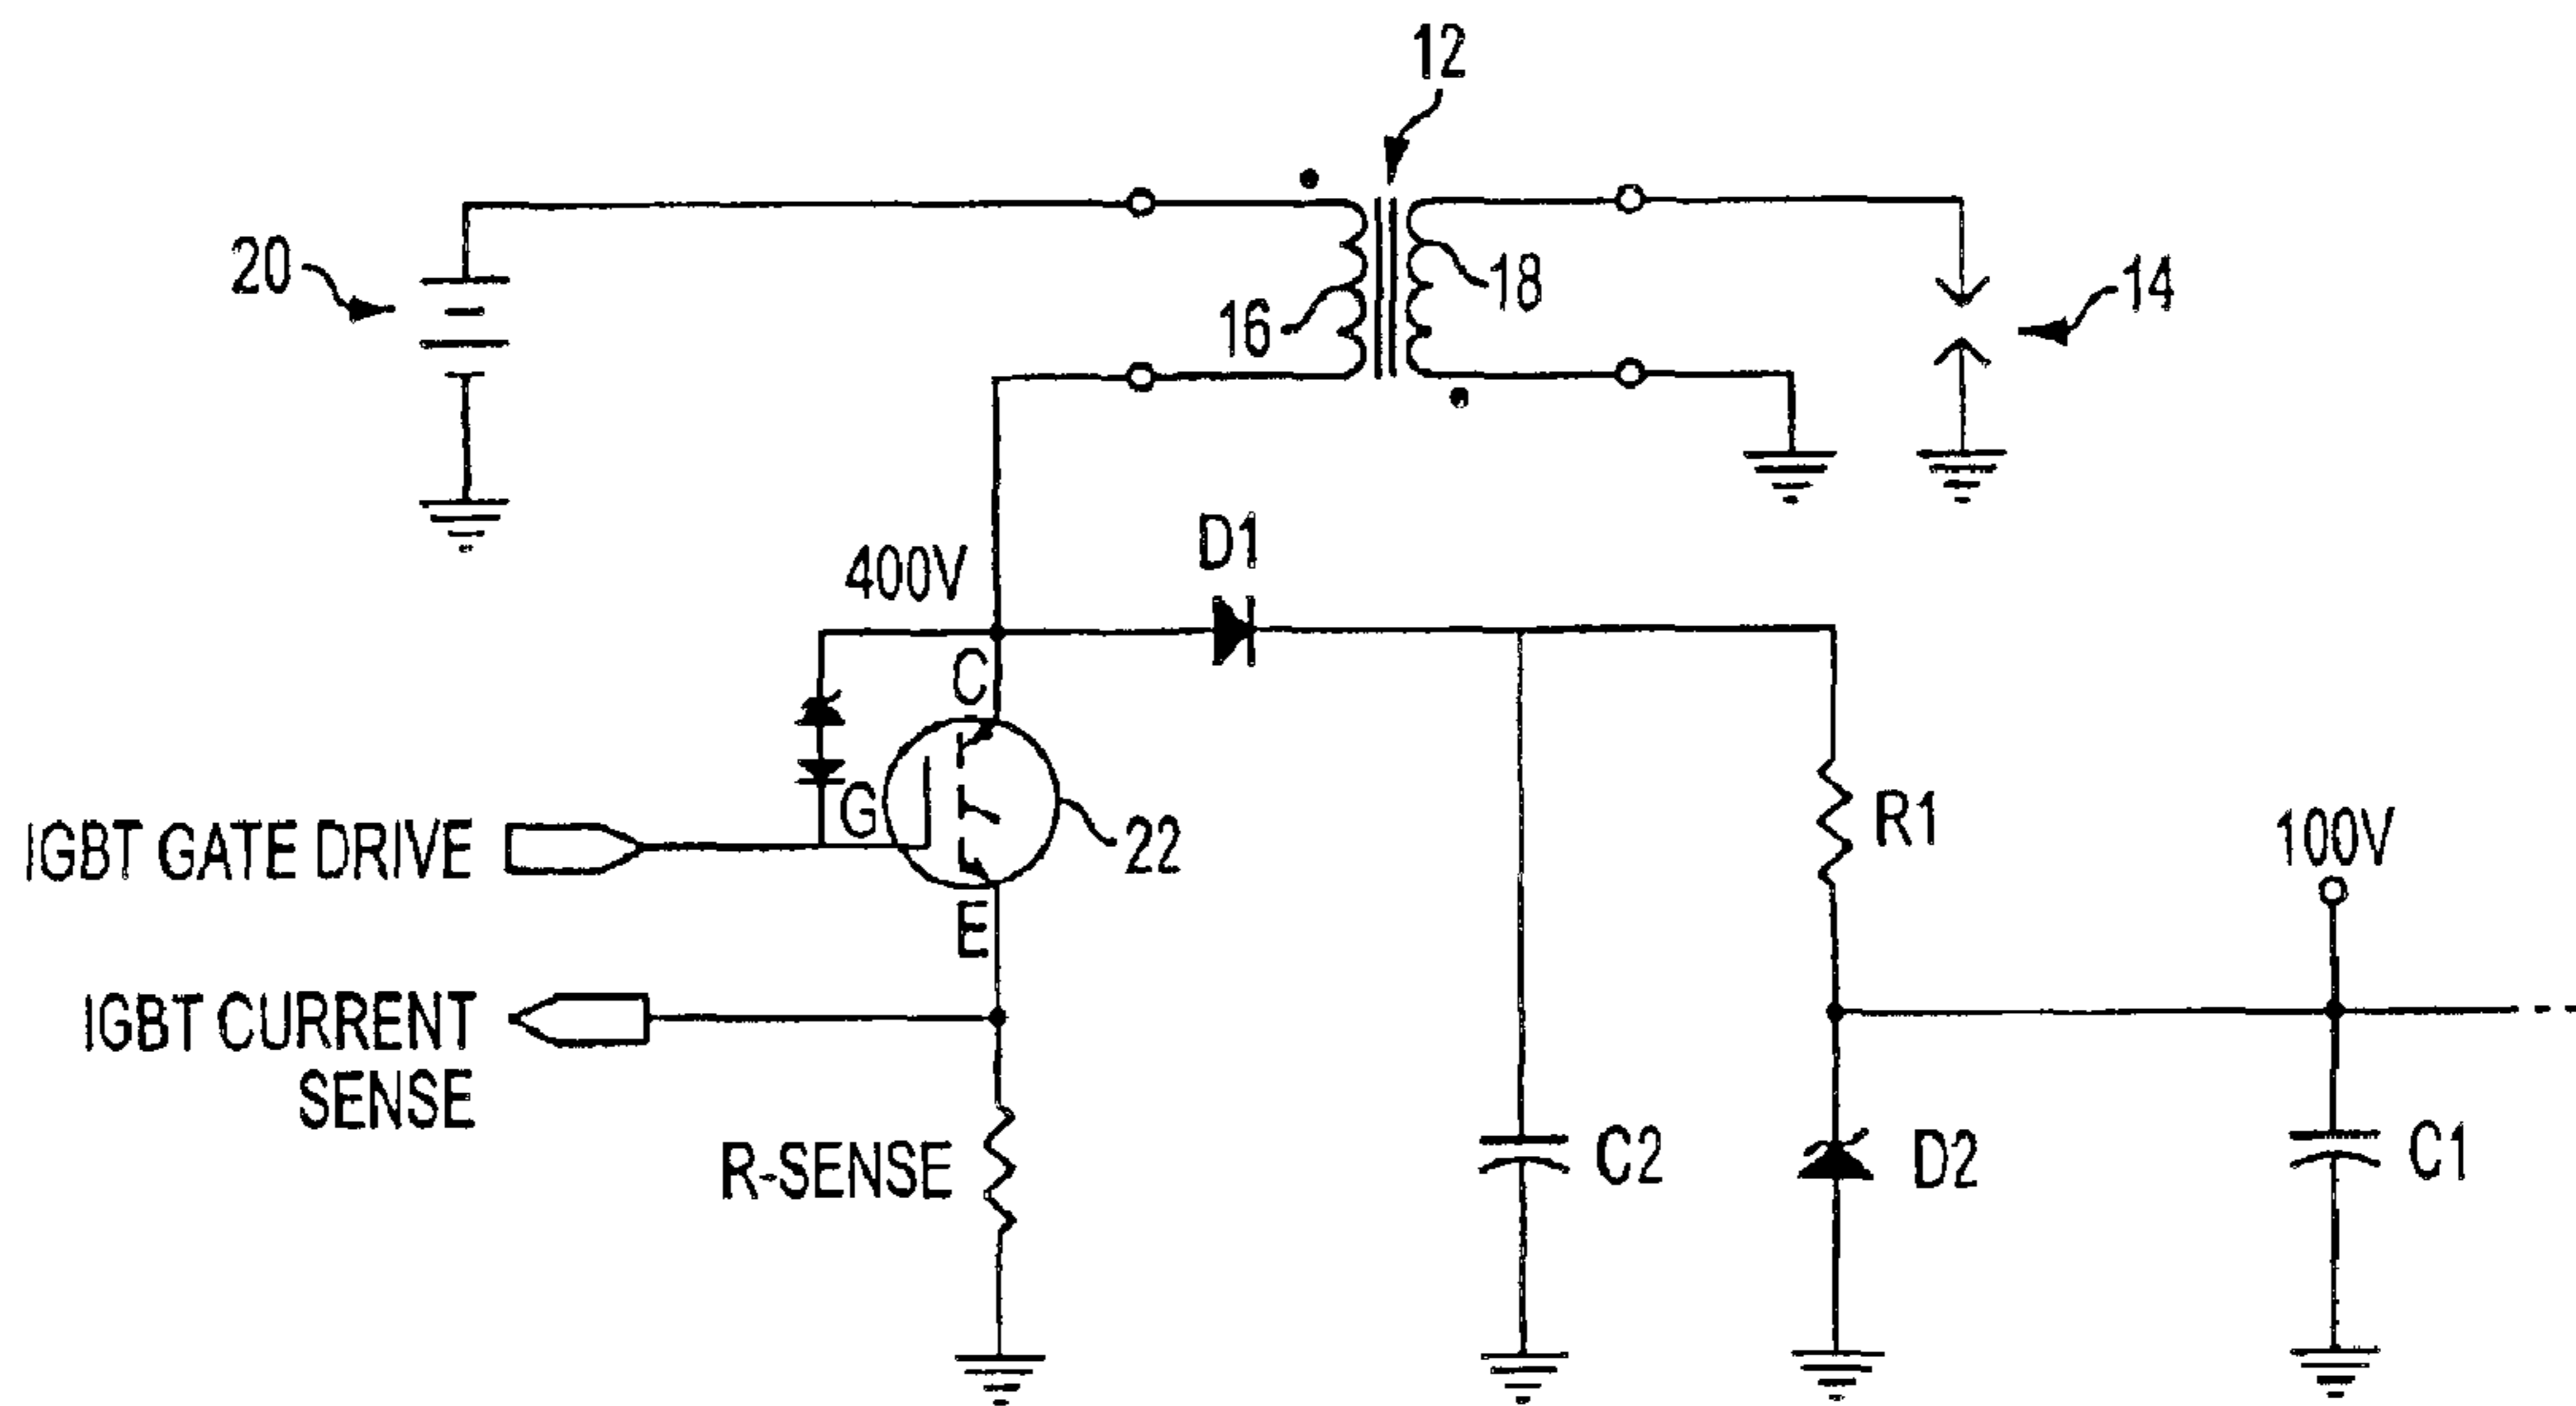 12
20
16
18
14
400V
D1
C
G
22
R1
100V
IGBT GATE DRIVE
E
IGBT CURRENT
SENSE
R-SENSE
C2
D2
C1